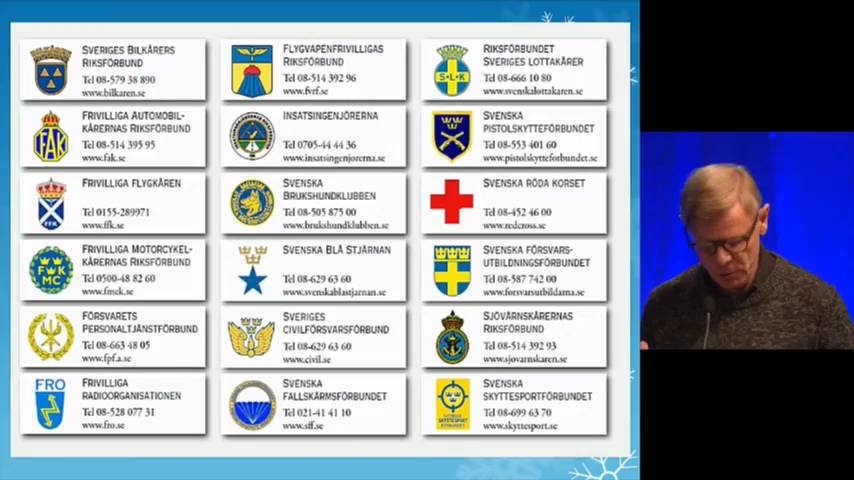 SVERIGES BILKÅRERS
RIKSFÖRBUND
Tel 08-579 38 890
www.bilkaren.se
FLYGVAPENFRIVILLIGAS
RIKSFÖRBUND
Tel 08-514 392 96
www.fvrf.se
RIKSFÖRBUNDET
SVERIGES LOTTAKÅRER
Tel 08-666 10 80
www.svenskalottakaren.se
S·L·K
FRIVILLIGA AUTOMOBIL-
KÅRERNAS RIKSFÖRBUND
Tel 08-514 395 95
www.fak.se
FAK
INSATSINGENJÖRERNA
Tel 0705-44 44 36
www.insatsingenjorerna.se
SVENSKA
PISTOLSKYTTEFÖRBUNDET
Tel 08-553 401 60
www.pistolskytteforbundet.se
FRIVILLIGA FLYGKÅREN
Tel 0155-289971
www.ffk.se
FFK
SVENSKA
BRUKSHUNDKLUBBEN
Tel 08-505 875 00
www.brukshundklubben.se
SVENSKA RÖDA KORSET
Tel 08-452 46 00
www.redcross.se
FRIVILLIGA MOTORCYKEL-
KÅRERNAS RIKSFÖRBUND
Tel 0500-48 82 60
www.fmck.se
FWK
MC
SVENSKA BLÅ STJÄRNAN
Tel 08-629 63 60
www.svenskablastjarnan.se
SVENSKA FÖRSVARS-
UTBILDNINGSFÖRBUNDET
Tel 08-587 742 00
www.forsvarsutbildarna.se
FÖRSVARETS
PERSONALTJÄNSTFÖRBUND
Tel 08-663 48 05
www.fpf.a.se
SVERIGES
CIVILFÖRSVARSFÖRBUND
Tel 08-629 63 60
www.civil.se
SJÖVÄRNSKÅRERNAS
RIKSFÖRBUND
Tel 08-514 392 93
www.sjovarnskaren.se
FRO
FRIVILLIGA
RADIOORGANISATIONEN
Tel 08-528 077 31
www.fro.se
SVENSKA
FALLSKÄRMSFÖRBUNDET
Tel 021-41 41 10
www.sff.se
SVENSKA
SKYTTESPORTFÖRBUNDET
Tel 08-699 63 70
www.skyttesport.se
SVENSKA
SKYTTESPORT
FÖRBUNDET